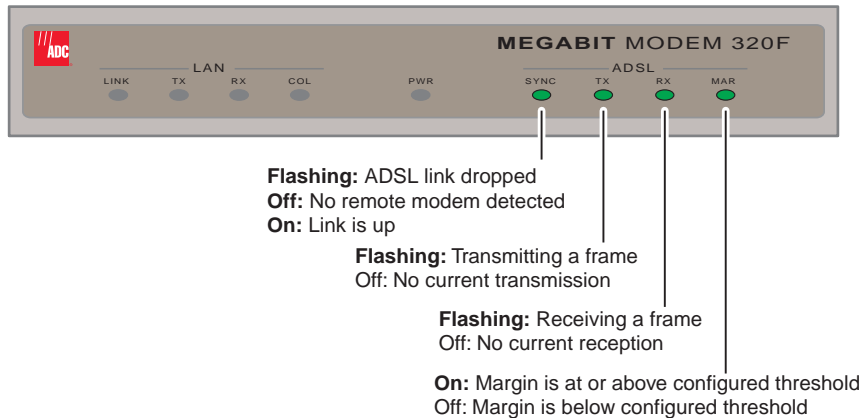 ADC
MEGABIT MODEM 320F
LAN
ADSL
LINK TX RX COL PWR SYNC TX RX MAR
Flashing: ADSL link dropped
Off: No remote modem detected
On: Link is up
Flashing: Transmitting a frame
Off: No current transmission
Flashing: Receiving a frame
Off: No current reception
On: Margin is at or above configured threshold
Off: Margin is below configured threshold